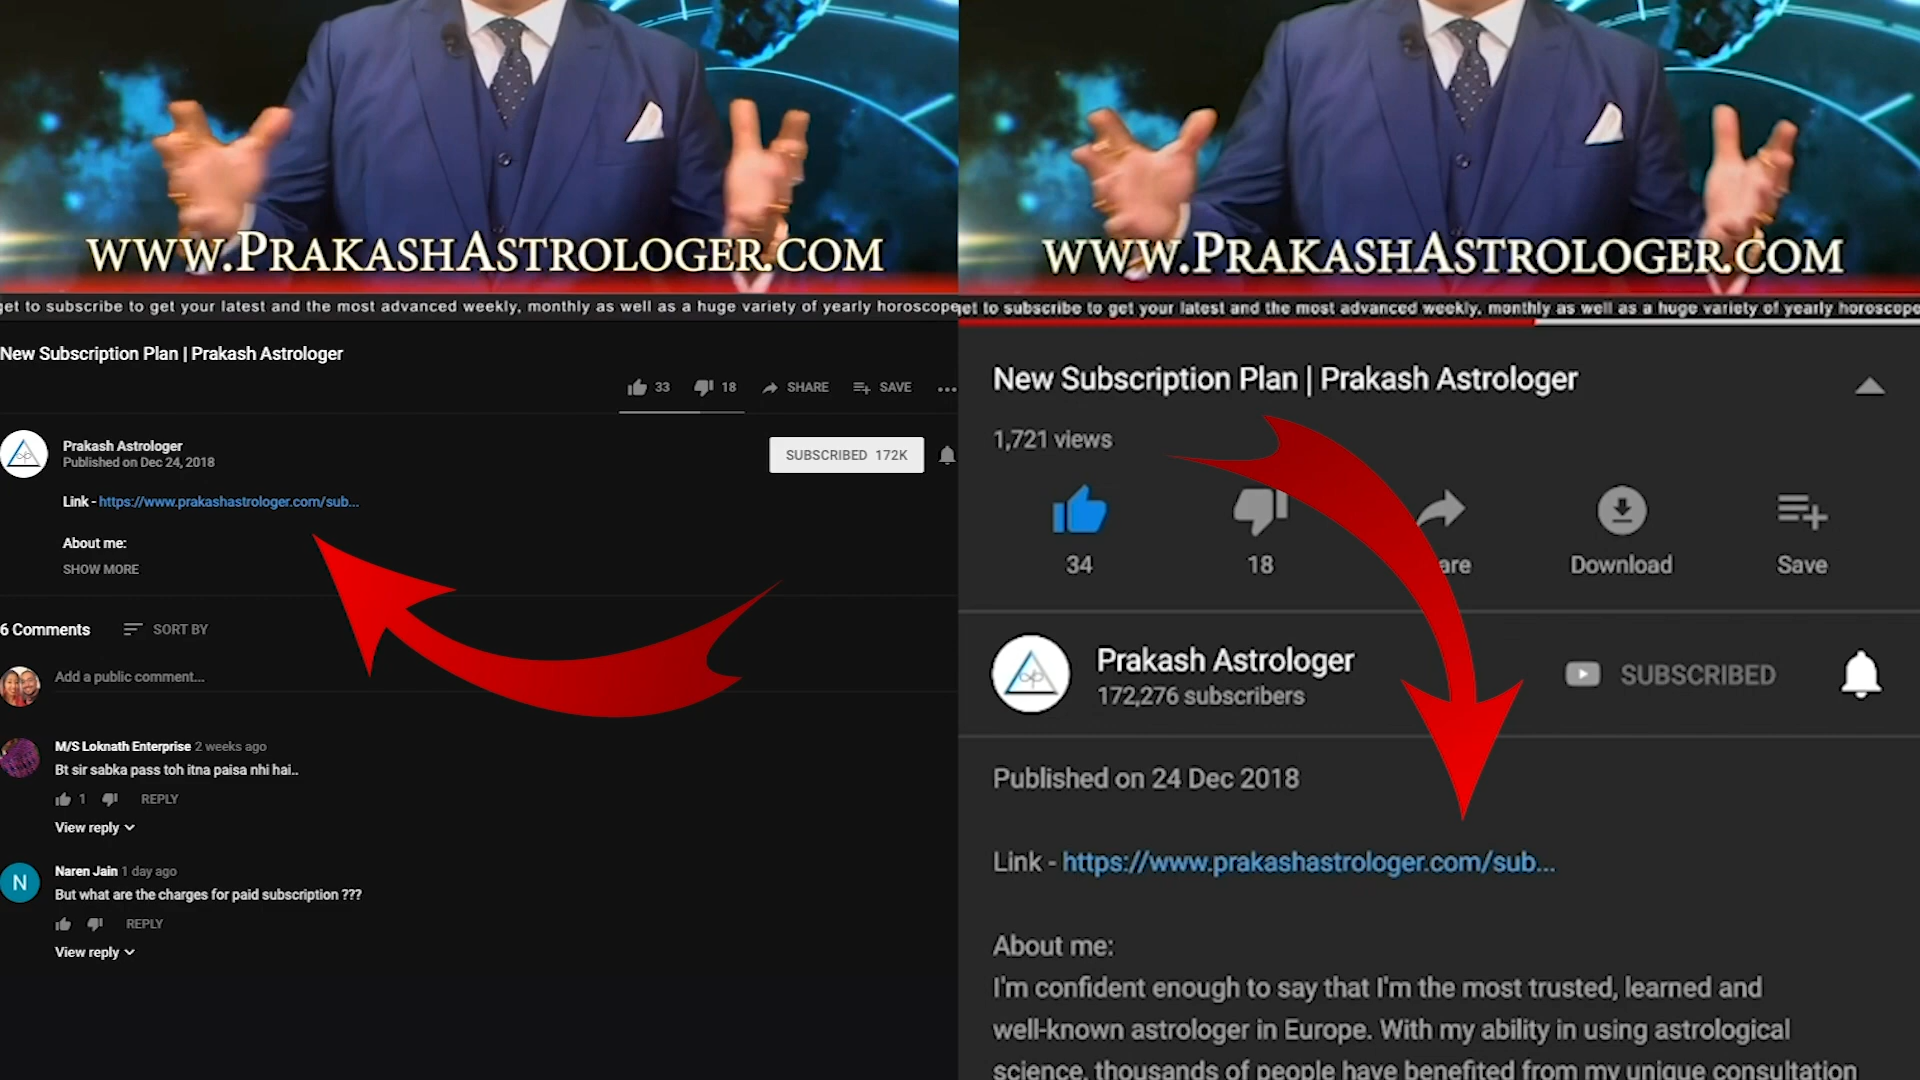 WWW.PRAKASHASTROLOGER.COM
get to subscribe to get your latest and the most advanced weekly, monthly as well as a huge variety of yearly horoscope
New Subscription Plan | Prakash Astrologer
33 18 SHARE SAVE
Prakash Astrologer
Published on Dec 24, 2018
SUBSCRIBED 172K
Link - https://www.prakashastrologer.com/sub...
About me:
SHOW MORE
6 Comments SORT BY
Add a public comment...
M/S Loknath Enterprise 2 weeks ago
Bt sir sabka pass toh itna paisa nhi hai..
1 REPLY
View reply
N
Naren Jain 1 day ago
But what are the charges for paid subscription ???
REPLY
View reply
WWW.PRAKASHASTROLOGER.COM
get to subscribe to get your latest and the most advanced weekly, monthly as well as a huge variety of yearly horoscope
New Subscription Plan | Prakash Astrologer
1,721 views
34 18 are Download Save
Prakash Astrologer
172,276 subscribers
SUBSCRIBED
Published on 24 Dec 2018
Link - https://www.prakashastrologer.com/sub...
About me:
I'm confident enough to say that I'm the most trusted, learned and
well-known astrologer in Europe. With my ability in using astrological
science, thousands of people have benefited from my unique consultation